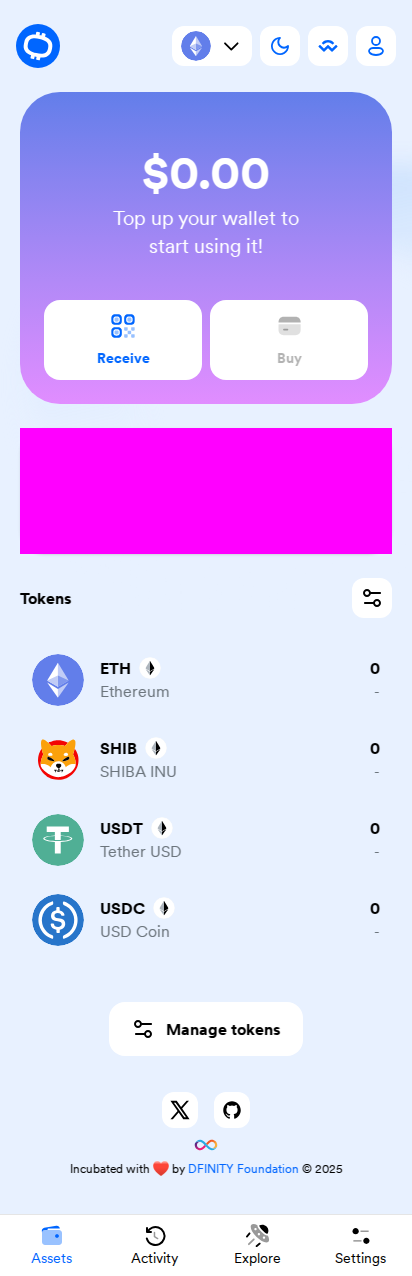 $0.00
Top up your wallet to
start using it!
Receive
Buy
Tokens
ETH
0
Ethereum
-
SHIB
0
SHIBA INU
-
USDT
0
Tether USD
-
USDC
0
USD Coin
-
Manage tokens
Incubated with ❤️ by DFINITY Foundation © 2025
Assets
Activity
Explore
Settings